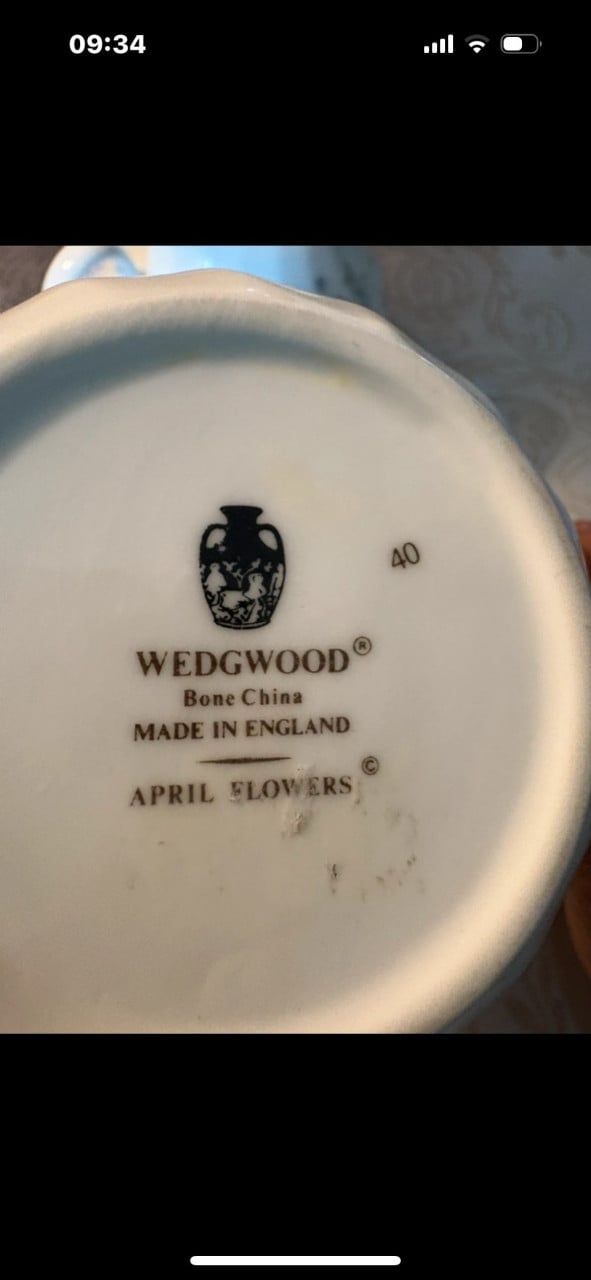 09:34
40
WEDGWOOD®
Bone China
MADE IN ENGLAND
APRIL FLOWERS©